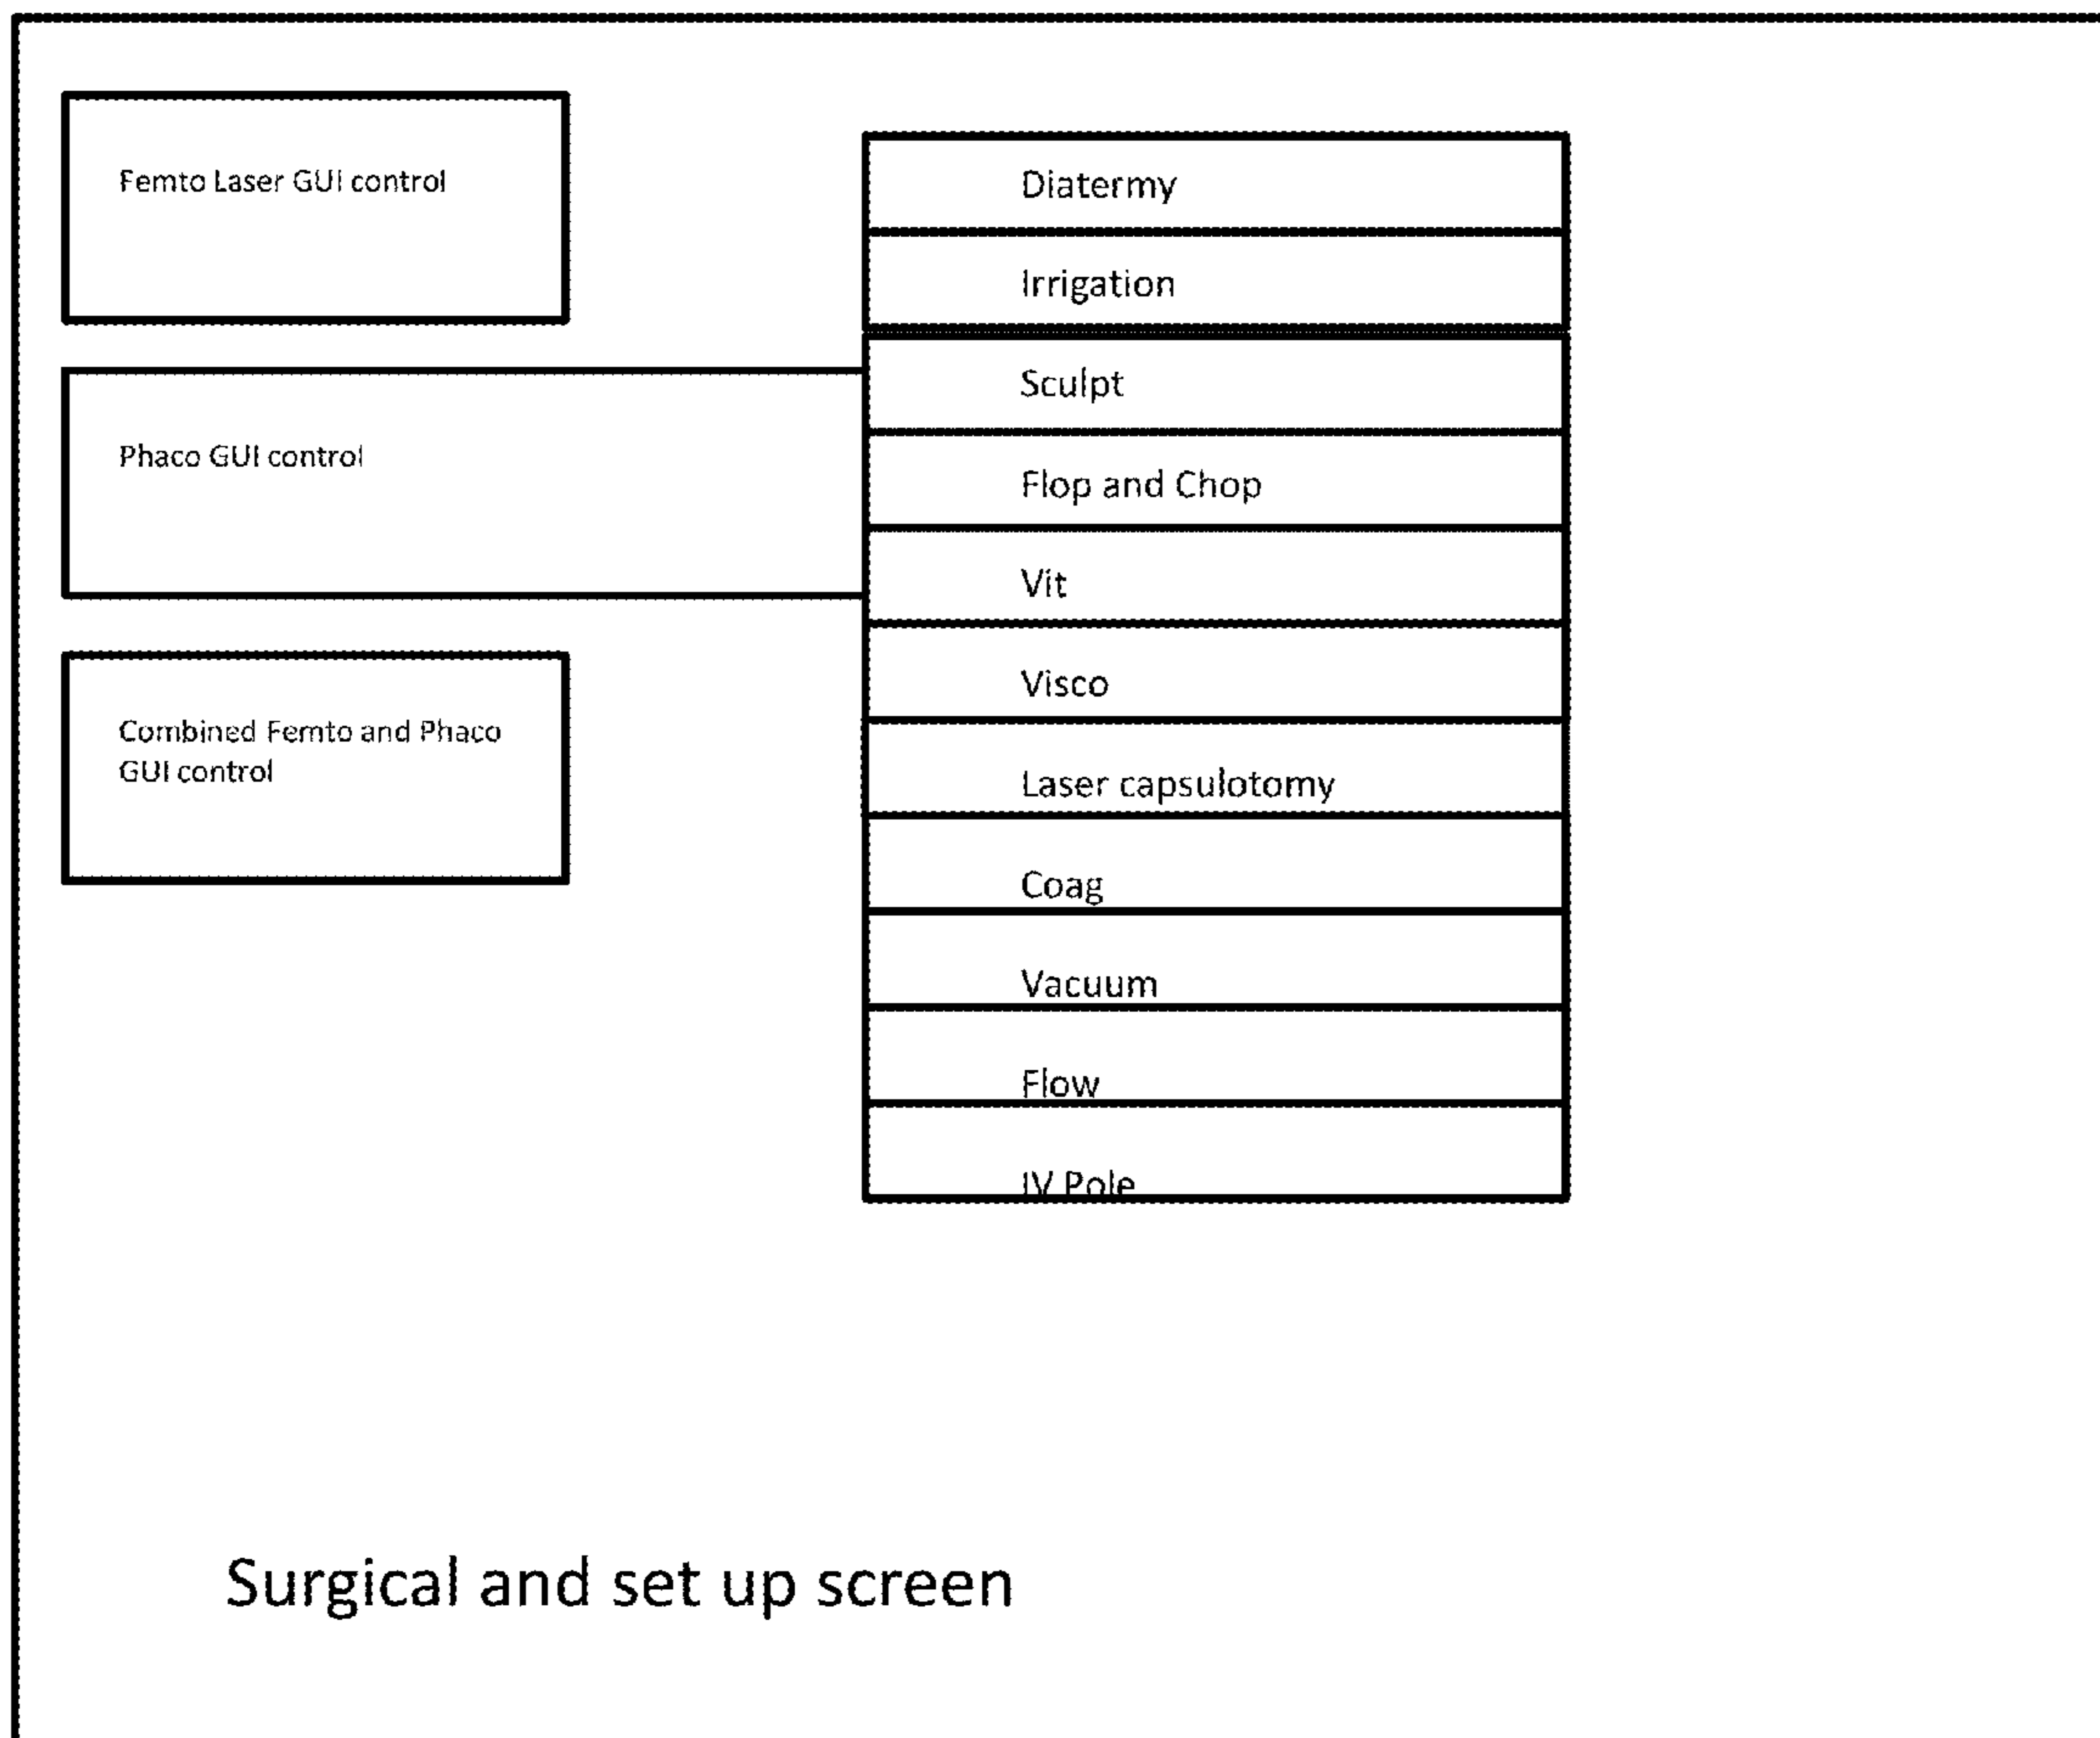 Femto Laser GUI control
Phaco GUI control
Combined Femto and Phaco
GUI control
Diatermy
Irrigation
Sculpt
Flop and Chop
Vit
Visco
Laser capsulotomy
Coag
Vacuum
Flow
IV Pole
Surgical and set up screen